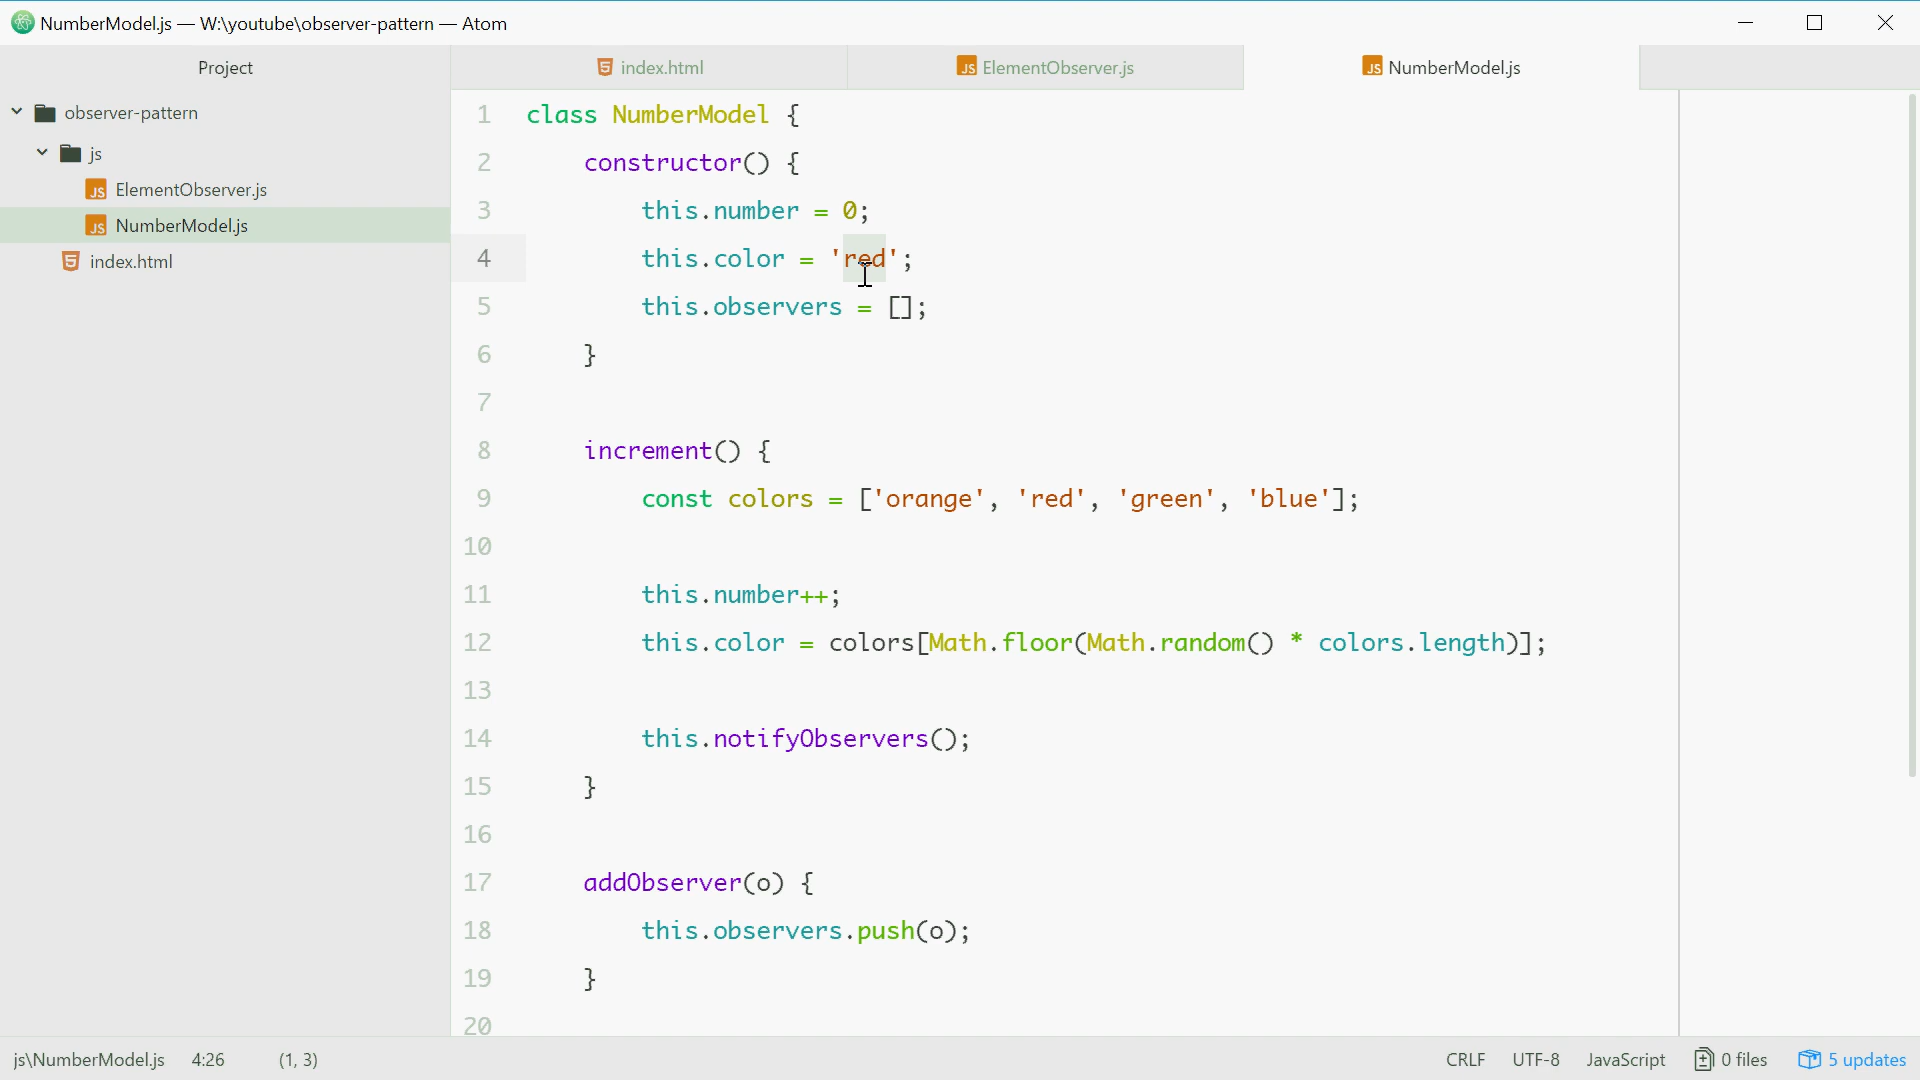 NumberModel.js — W:\youtube\observer-pattern — Atom
Project
index.html
ElementObserver.js
NumberModel.js
observer-pattern
js
ElementObserver.js
NumberModel.js
index.html
1 class NumberModel {
2 constructor() {
3 this.number = 0;
4 this.color = 'red';
5 this.observers = [];
6 }
7
8 increment() {
9 const colors = ['orange', 'red', 'green', 'blue'];
10
11 this.number++;
12 this.color = colors[Math.floor(Math.random() * colors.length)];
13
14 this.notifyObservers();
15 }
16
17 addObserver(o) {
18 this.observers.push(o);
19 }
20
js\NumberModel.js 4:26 (1, 3) CRLF UTF-8 JavaScript 0 files 5 updates